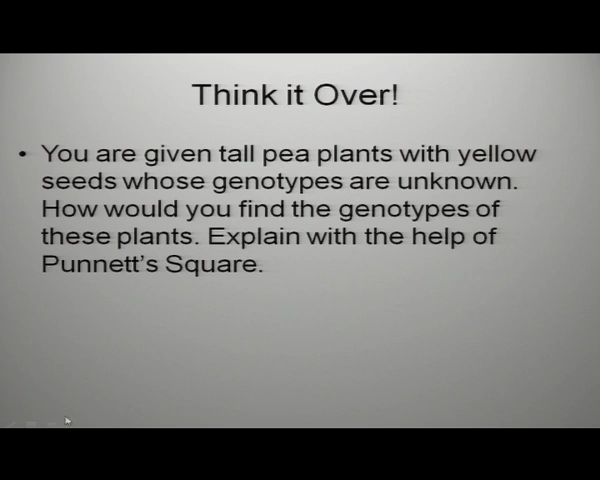 Think it Over!
• You are given tall pea plants with yellow
seeds whose genotypes are unknown.
How would you find the genotypes of
these plants. Explain with the help of
Punnett's Square.